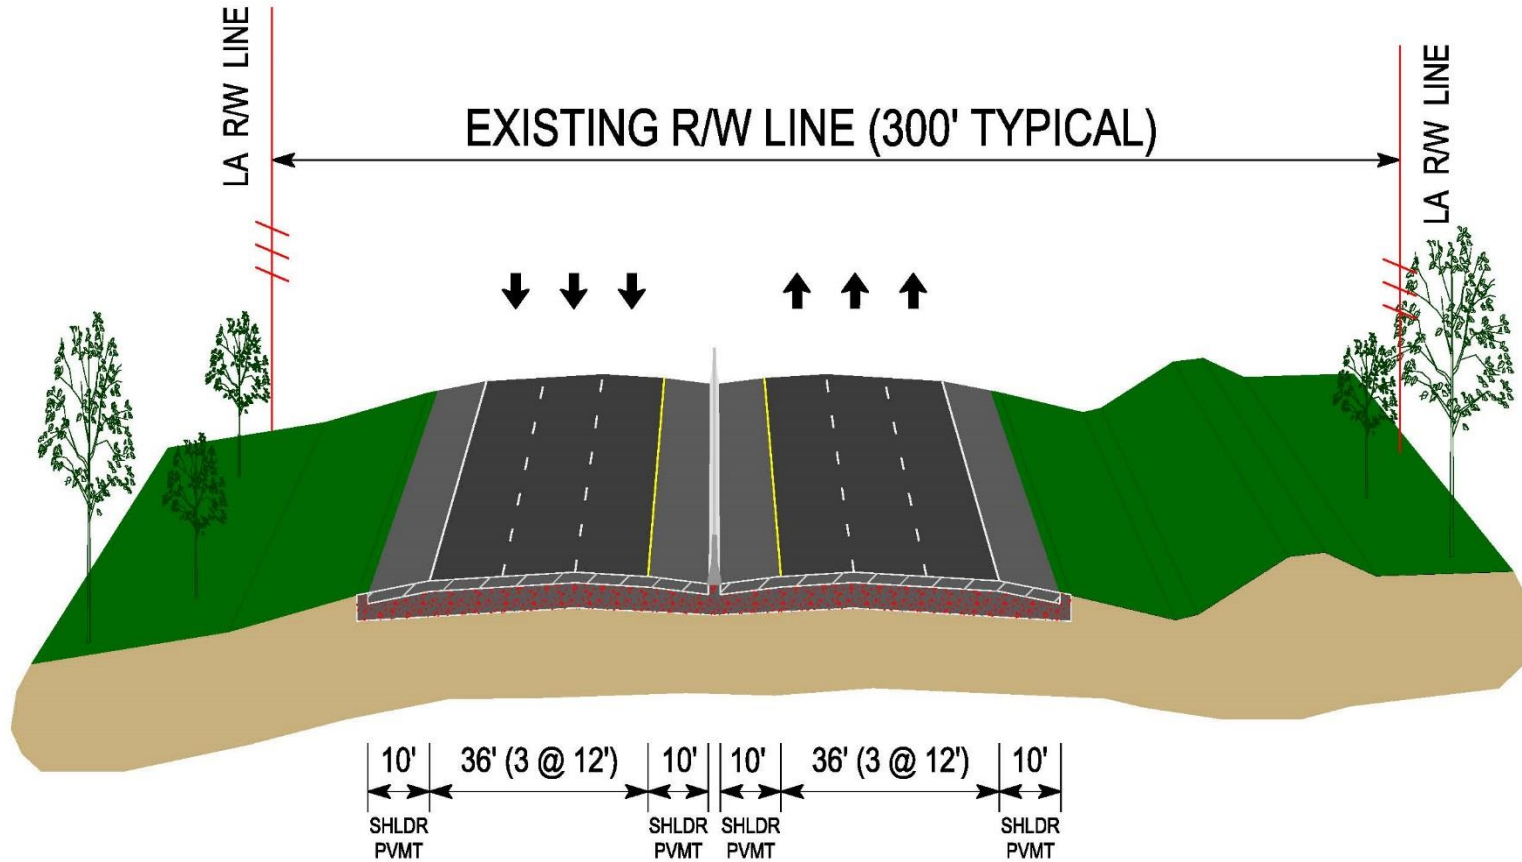 LA R/W LINE
EXISTING R/W LINE (300' TYPICAL)
LA R/W LINE
10'
36' (3 @ 12')
10'
10'
36' (3 @ 12')
10'
SHLDR
PVMT
SHLDR
PVMT
SHLDR
PVMT
SHLDR
PVMT